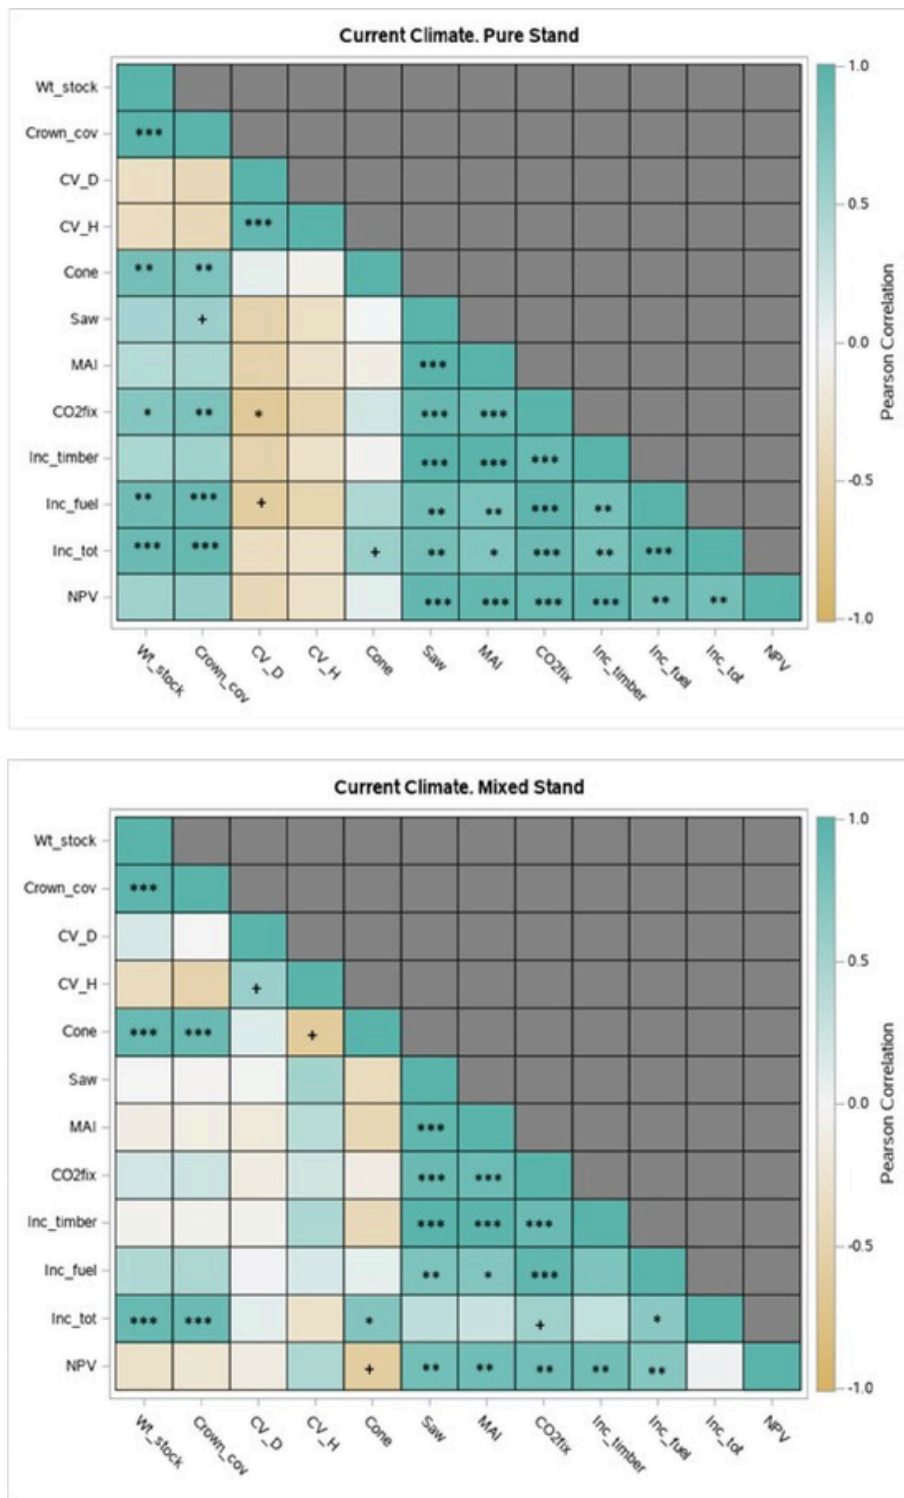 Current Climate. Pure Stand
Wt_stock
Crown_cov ***
CV_D
CV_H ***
Cone ** **
Saw +
MAI ***
CO2fix * ** * *** ***
Inc_timber *** *** ***
Inc_fuel ** *** + ** ** *** **
Inc_tot *** *** + ** * *** ** ***
NPV *** *** *** *** ** **
Wt_stock Crown_cov CV_D CV_H Cone Saw MAI CO2fix Inc_timber Inc_fuel Inc_tot NPV
1.0
0.5
0.0
-0.5
-1.0
Pearson Correlation
Current Climate. Mixed Stand
Wt_stock
Crown_cov ***
CV_D
CV_H +
Cone *** *** +
Saw
MAI ***
CO2fix *** ***
Inc_timber *** *** ***
Inc_fuel ** * ***
Inc_tot *** *** * + *
NPV + ** ** ** ** **
Wt_stock Crown_cov CV_D CV_H Cone Saw MAI CO2fix Inc_timber Inc_fuel Inc_tot NPV
1.0
0.5
0.0
-0.5
-1.0
Pearson Correlation